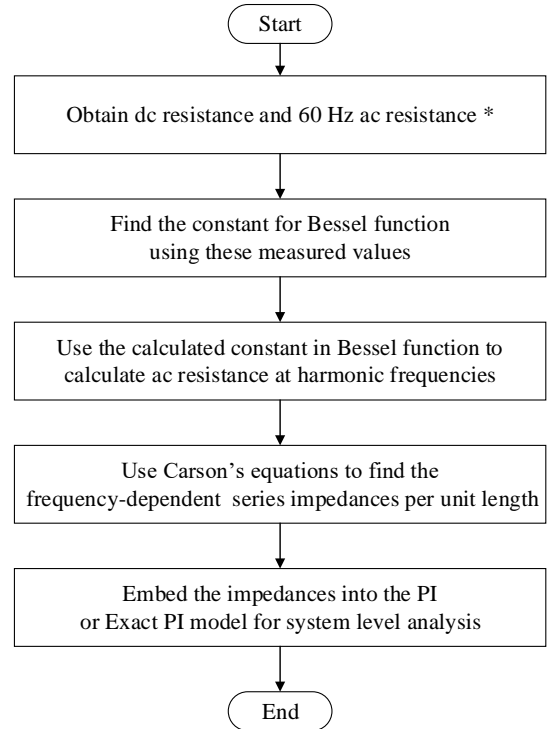 Start
Obtain dc resistance and 60 Hz ac resistance *
Find the constant for Bessel function
using these measured values
Use the calculated constant in Bessel function to
calculate ac resistance at harmonic frequencies
Use Carson's equations to find the
frequency-dependent series impedances per unit length
Embed the impedances into the PI
or Exact PI model for system level analysis
End